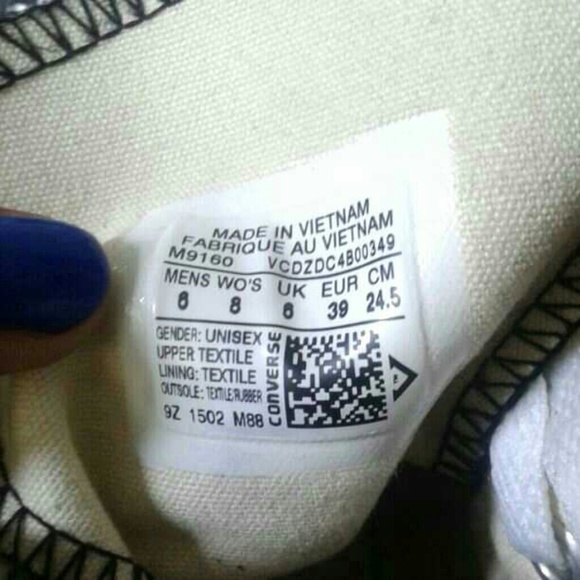 MADE IN VIETNAM
FABRIQUE AU VIETNAM
M9160 VCDZDC4B00349
MENS WO'S UK EUR CM
6 8 6 39 24.5
GENDER: UNISEX
UPPER TEXTILE
LINING: TEXTILE
OUTSOLE: TEXTILE/RUBBER
9Z 1502 M88
CONVERSE